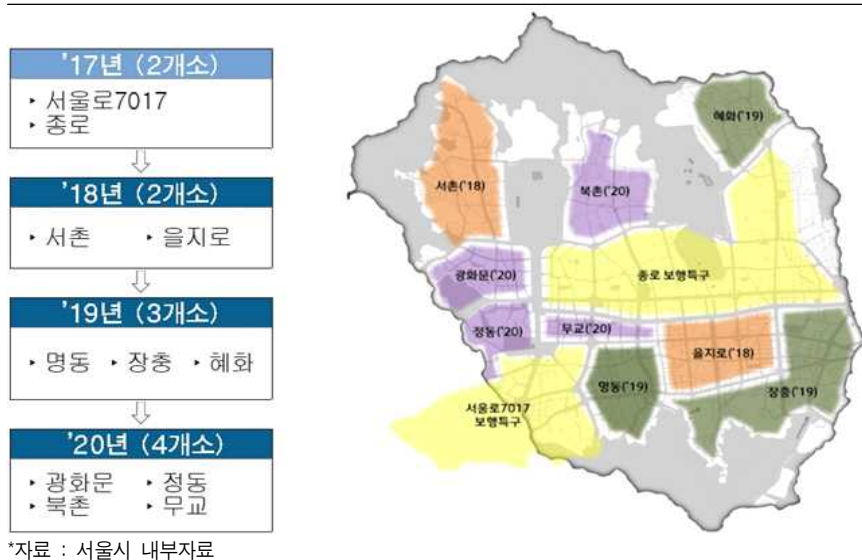 '17년 (2개소)
‣ 서울로7017
‣ 종로
'18년 (2개소)
‣ 서촌 ‣ 을지로
'19년 (3개소)
‣ 명동 ‣ 장충 ‣ 혜화
'20년 (4개소)
‣ 광화문 ‣ 정동
‣ 북촌 ‣ 무교
*자료 : 서울시 내부자료
혜화('19)
서촌('18)
북촌('20)
광화문('20)
종로 보행특구
정동('20)
무교('20)
을지로('18)
명동('19)
장충('19)
서울로7017
보행특구